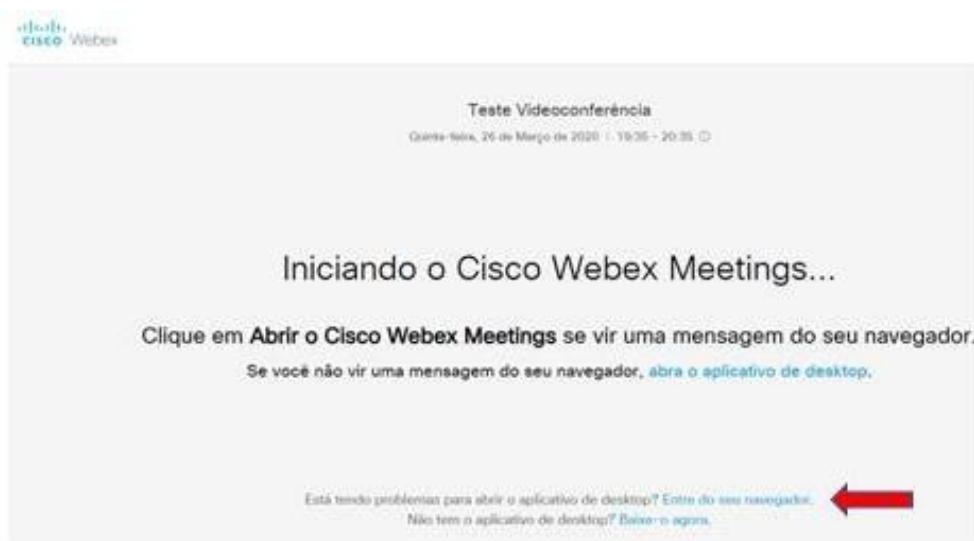 cisco Webex
Teste Videoconferência
Quinta-feira, 26 de Março de 2020 | 19:35 - 20:35
Iniciando o Cisco Webex Meetings...
Clique em Abrir o Cisco Webex Meetings se vir uma mensagem do seu navegador.
Se você não vir uma mensagem do seu navegador, abra o aplicativo de desktop.
Está tendo problemas para abrir o aplicativo de desktop? Entre do seu navegador.
Não tem o aplicativo de desktop? Baixe-o agora.